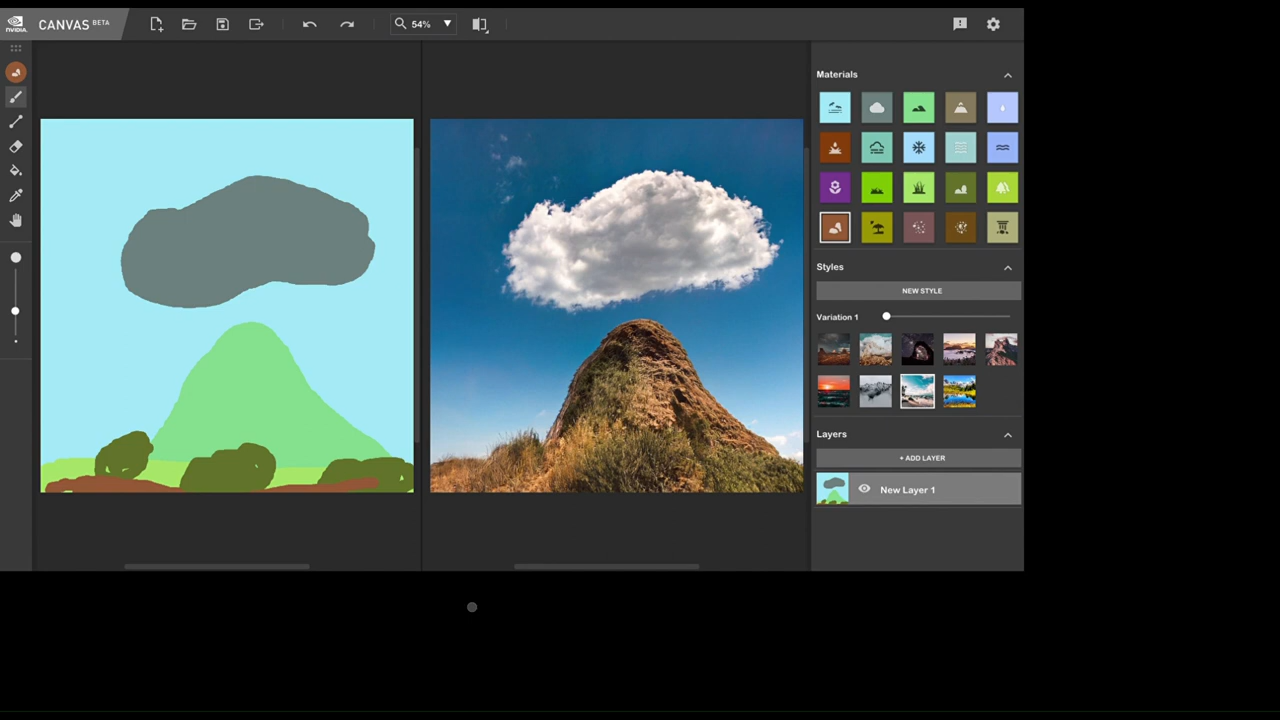 NVIDIA.
CANVAS BETA
54%
Materials
Styles
NEW STYLE
Variation 1
Layers
+ ADD LAYER
New Layer 1